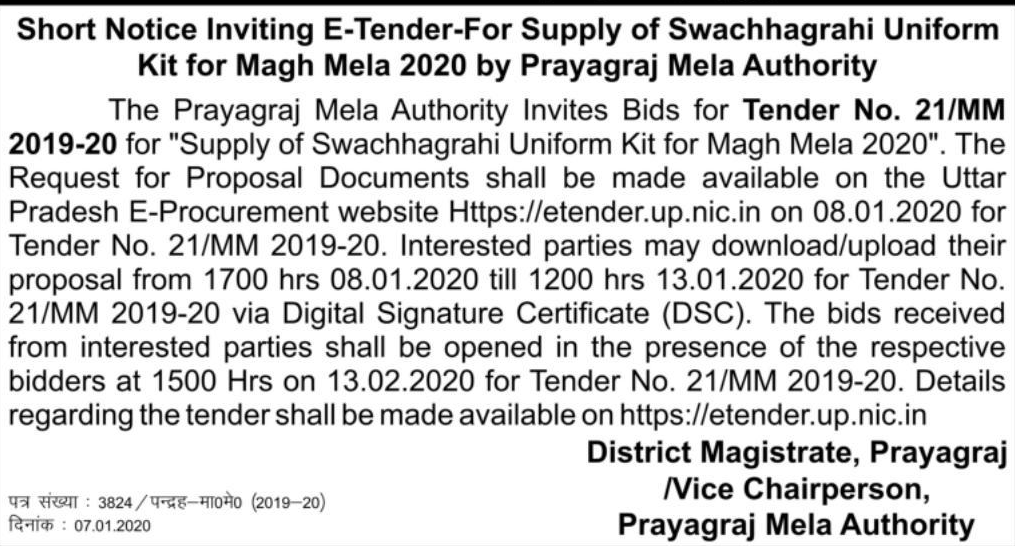 Short Notice Inviting E-Tender-For Supply of Swachhagrahi Uniform
Kit for Magh Mela 2020 by Prayagraj Mela Authority
The Prayagraj Mela Authority Invites Bids for Tender No. 21/MM
2019-20 for "Supply of Swachhagrahi Uniform Kit for Magh Mela 2020". The
Request for Proposal Documents shall be made available on the Uttar
Pradesh E-Procurement website Https://etender.up.nic.in on 08.01.2020 for
Tender No. 21/MM 2019-20. Interested parties may download/upload their
proposal from 1700 hrs 08.01.2020 till 1200 hrs 13.01.2020 for Tender No.
21/MM 2019-20 via Digital Signature Certificate (DSC). The bids received
from interested parties shall be opened in the presence of the respective
bidders at 1500 Hrs on 13.02.2020 for Tender No. 21/MM 2019-20. Details
regarding the tender shall be made available on https://etender.up.nic.in
District Magistrate, Prayagraj
/Vice Chairperson,
Prayagraj Mela Authority
पत्र संख्या : 3824/पन्द्रह–मा0मे0 (2019–20)
दिनांक : 07.01.2020